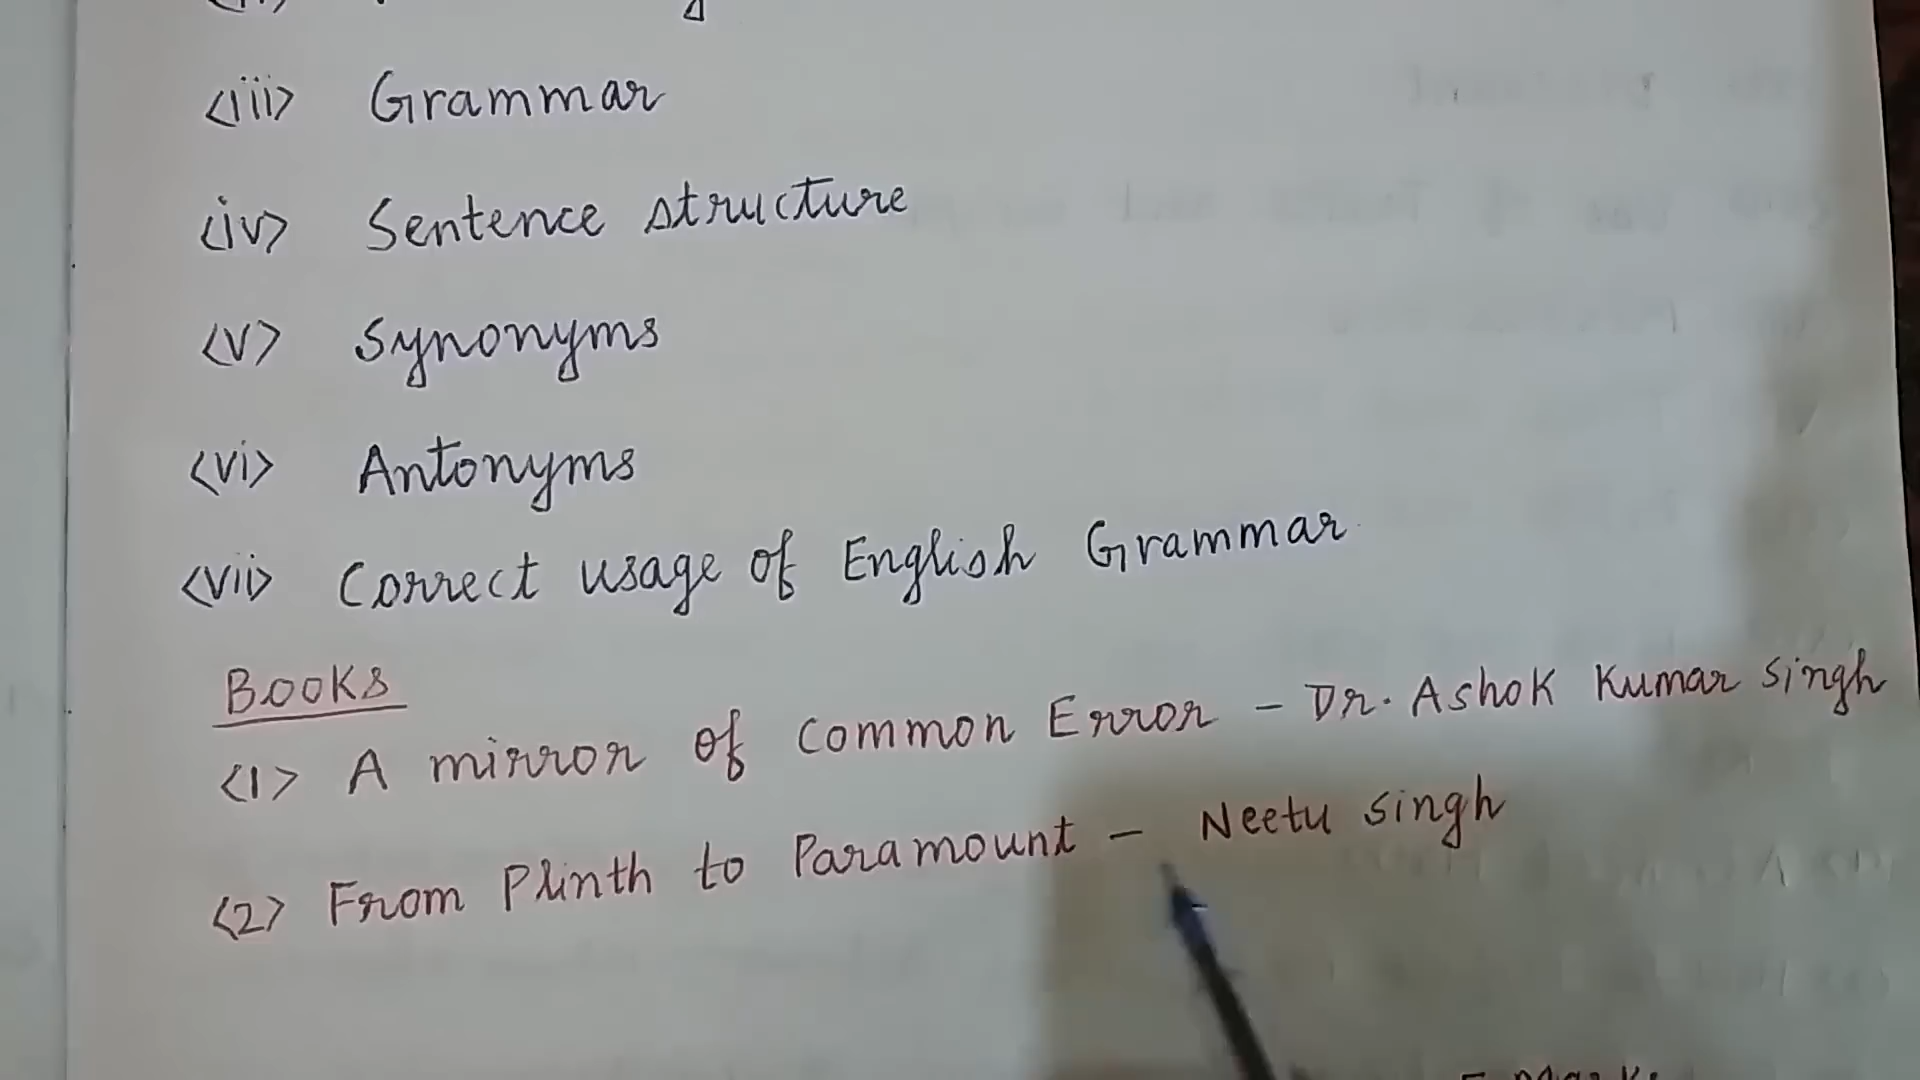 <iii> Grammar
<iv> Sentence structure
<v> Synonyms
<vi> Antonyms
<vii> Correct usage of English Grammar
Books
<1> A mirror of Common Error - Dr. Ashok Kumar Singh
<2> From Plinth to Paramount - Neetu Singh